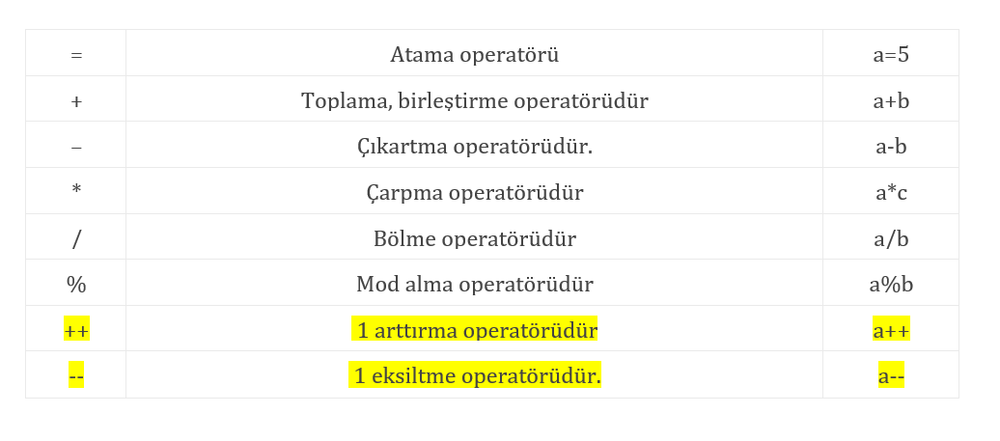 = Atama operatörü a=5
+ Toplama, birleştirme operatörüdür a+b
– Çıkartma operatörüdür. a-b
* Çarpma operatörüdür a*c
/ Bölme operatörüdür a/b
% Mod alma operatörüdür a%b
++ 1 arttırma operatörüdür a++
-- 1 eksiltme operatörüdür. a--